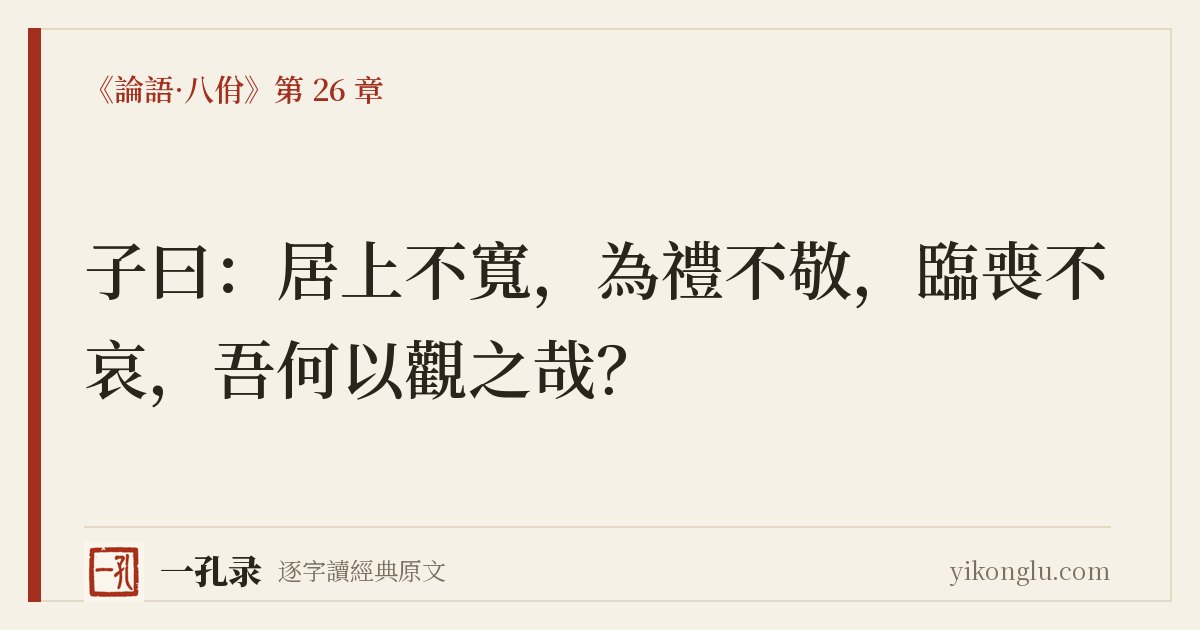 《論語·八佾》第 26 章
子曰：居上不寬，為禮不敬，臨喪不
哀，吾何以觀之哉？
一孔
一孔录 逐字讀經典原文
yikonglu.com